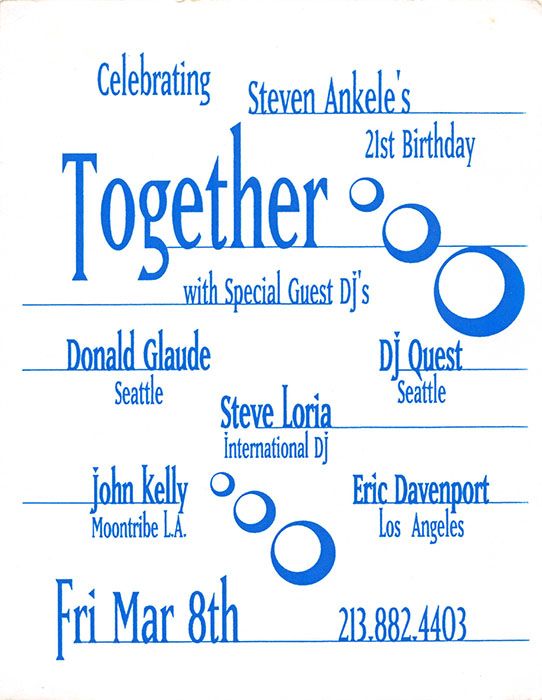 Celebrating
Steven Ankele's
21st Birthday
Together
with Special Guest Dj's
Donald Glaude
Seattle
Dj Quest
Seattle
Steve Loria
International Dj
John Kelly
Moontribe L.A.
Eric Davenport
Los Angeles
Fri Mar 8th
213.882.4403